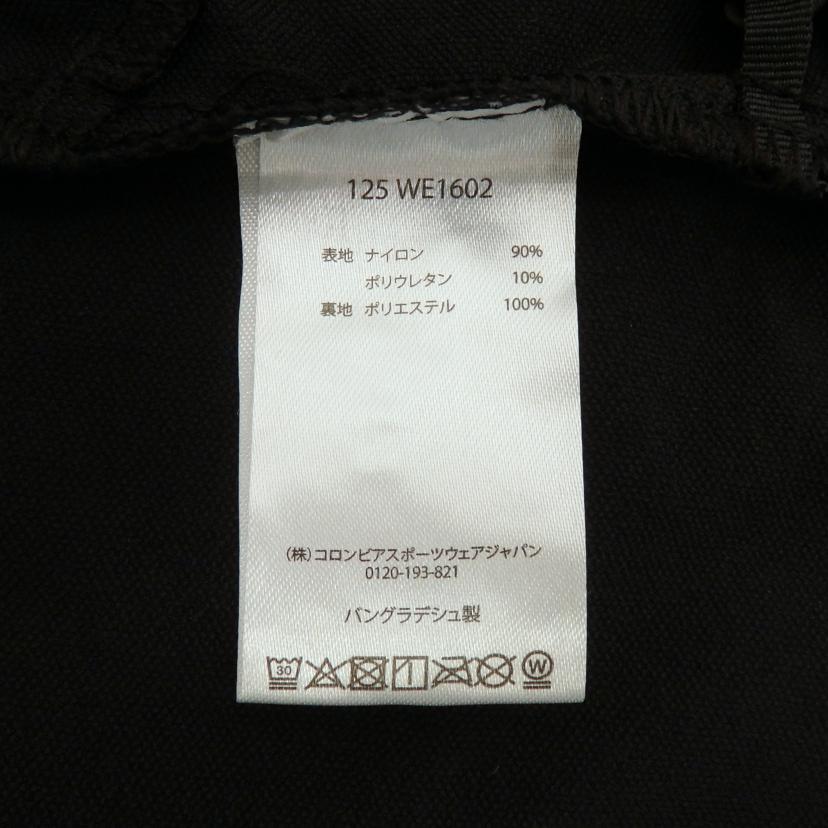 125 WE1602
表地 ナイロン 90%
ポリウレタン 10%
裏地 ポリエステル 100%
(株)コロンビアスポーツウェアジャパン
0120-193-821
バングラデシュ製
30 W